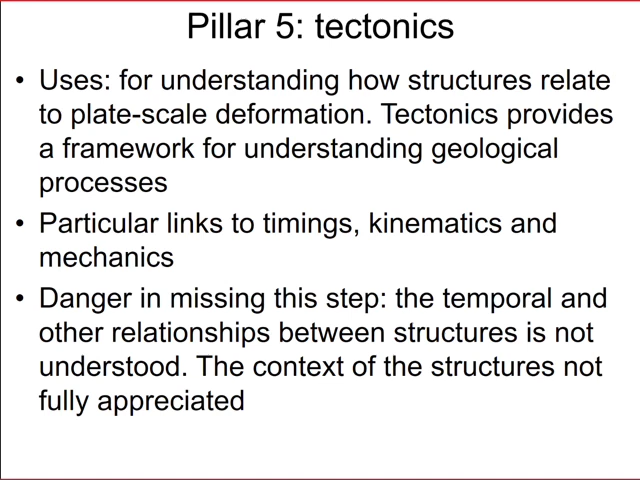 Pillar 5: tectonics
• Uses: for understanding how structures relate
to plate-scale deformation. Tectonics provides
a framework for understanding geological
processes
• Particular links to timings, kinematics and
mechanics
• Danger in missing this step: the temporal and
other relationships between structures is not
understood. The context of the structures not
fully appreciated